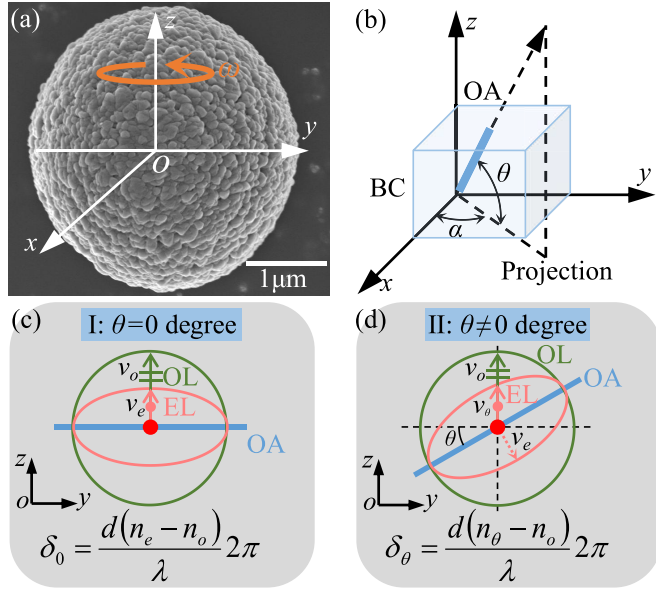 (a)
z
ω
y
O
x
1μm
(b)
z
OA
θ
y
BC
α
x
Projection
(c)
I: θ=0 degree
v_o
OL
v_e
EL
OA
z
o
y
δ_0 = d(n_e − n_o)/λ 2π
(d)
II: θ≠0 degree
OL
v_o
OA
EL
v_θ
θ
v_e
z
o
y
δ_θ = d(n_θ − n_o)/λ 2π